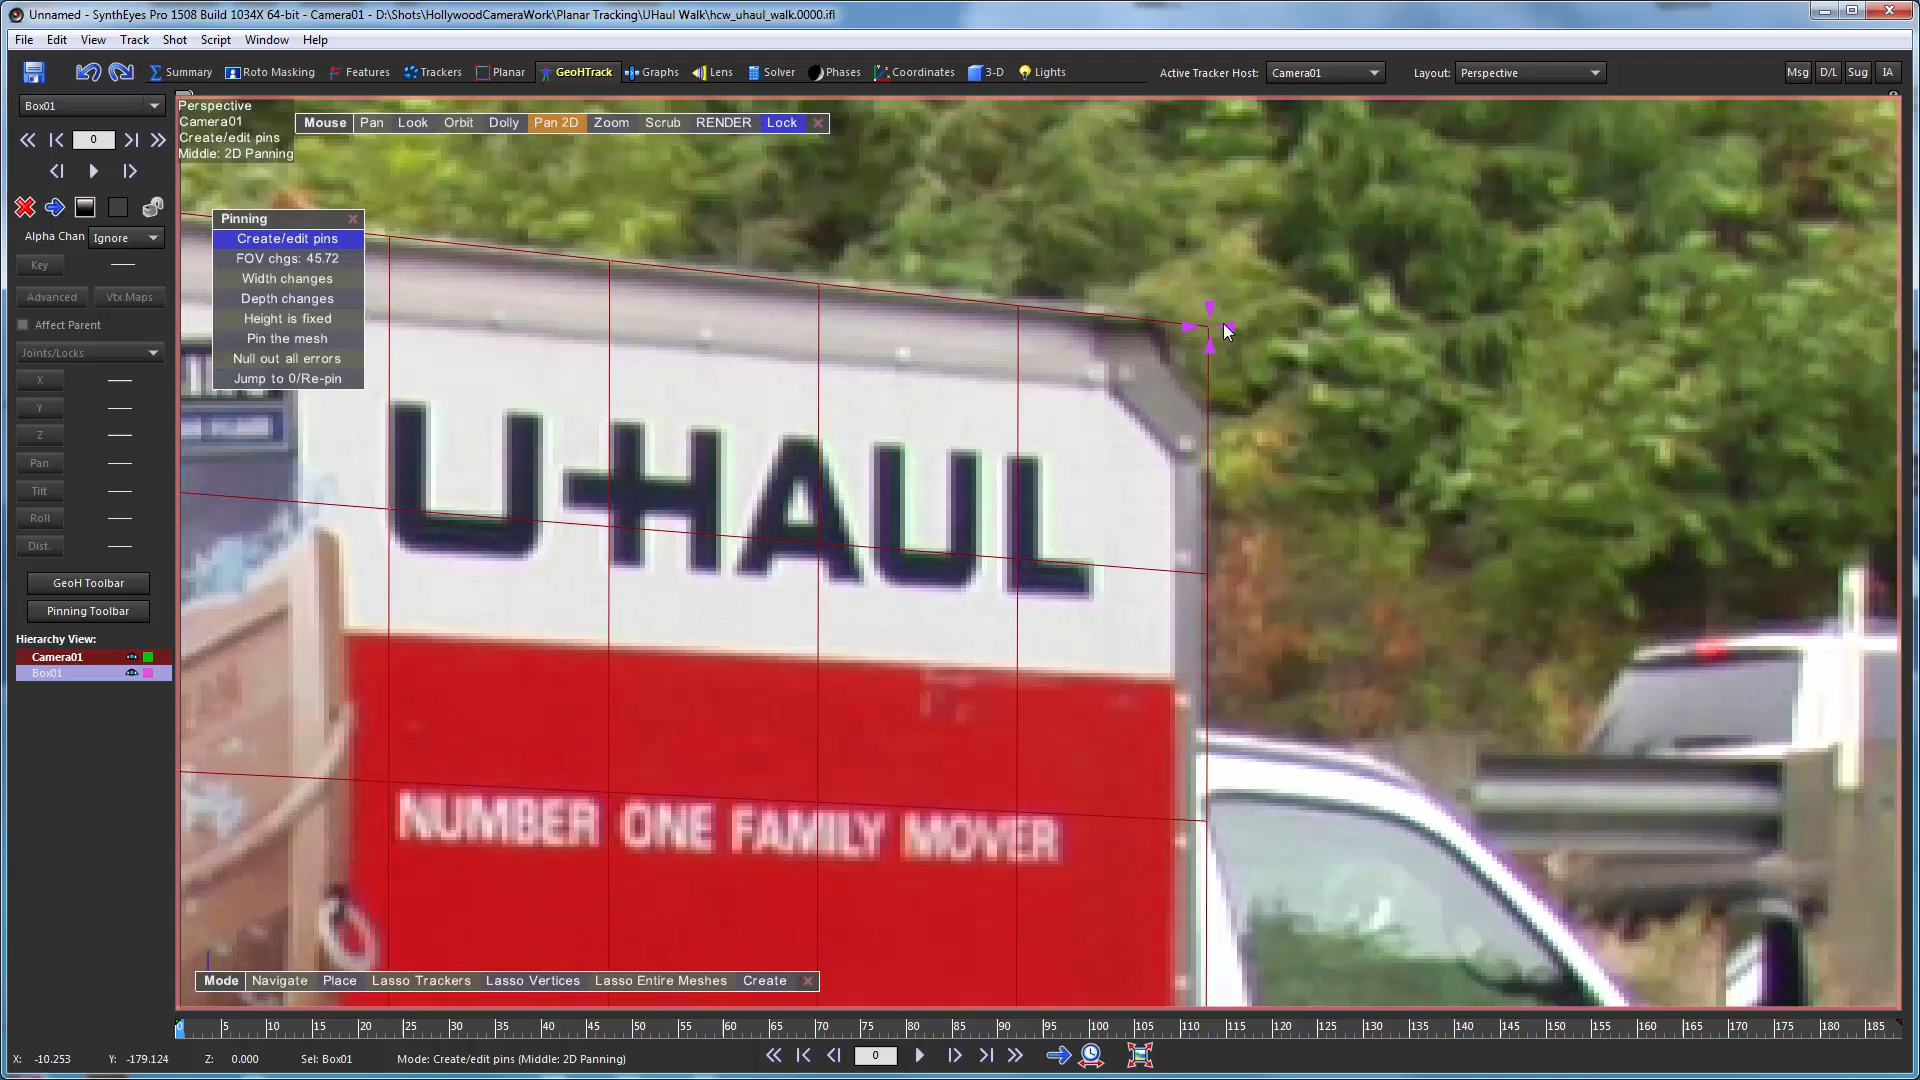 Unnamed - SynthEyes Pro 1508 Build 1034X 64-bit - Camera01 - D:\Shots\HollywoodCameraWork\Planar Tracking\UHaul Walk\hcw_uhaul_walk.0000.ifl
File Edit View Track Shot Script Window Help
Summary Roto Masking Features Trackers Planar GeoHTrack Graphs Lens Solver Phases Coordinates 3-D Lights Active Tracker Host: Camera01 Layout: Perspective Msg D/L Sug IA
Box01
Perspective
Camera01
Create/edit pins
Middle: 2D Panning
Mouse Pan Look Orbit Dolly Pan 2D Zoom Scrub RENDER Lock
0
Alpha Chan Ignore
Key
Advanced Vtx Maps
Affect Parent
Joints/Locks
X
Y
Z
Pan
Tilt
Roll
Dist.
GeoH Toolbar
Pinning Toolbar
Hierarchy View:
Camera01
Box01
Pinning
Create/edit pins
FOV chgs: 45.72
Width changes
Depth changes
Height is fixed
Pin the mesh
Null out all errors
Jump to 0/Re-pin
U-HAUL
NUMBER ONE FAMILY MOVER
Mode Navigate Place Lasso Trackers Lasso Vertices Lasso Entire Meshes Create
0 5 10 15 20 25 30 35 40 45 50 55 60 65 70 75 80 85 90 95 100 105 110 115 120 125 130 135 140 145 150 155 160 165 170 175 180 185
X: -10.253 Y: -179.124 Z: 0.000 Sel: Box01 Mode: Create/edit pins (Middle: 2D Panning) 0